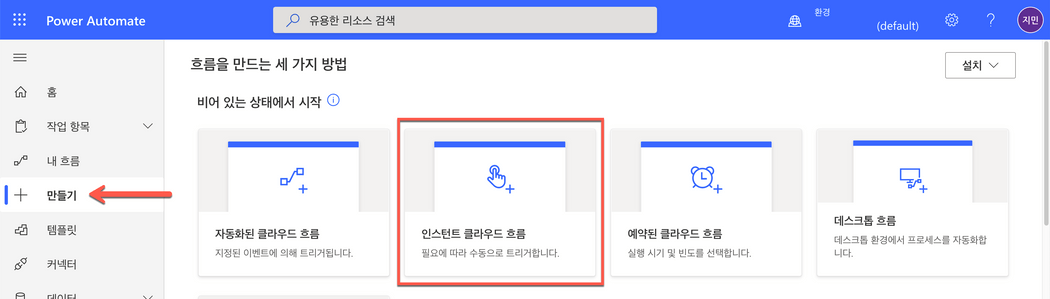 Power Automate
유용한 리소스 검색
환경
(default)
?
지민
흐름을 만드는 세 가지 방법
설치
홈
비어 있는 상태에서 시작
작업 항목
내 흐름
만들기
템플릿
커넥터
데이터
자동화된 클라우드 흐름
지정된 이벤트에 의해 트리거됩니다.
인스턴트 클라우드 흐름
필요에 따라 수동으로 트리거합니다.
예약된 클라우드 흐름
실행 시기 및 빈도를 선택합니다.
데스크톱 흐름
데스크톱 환경에서 프로세스를 자동화합
니다.